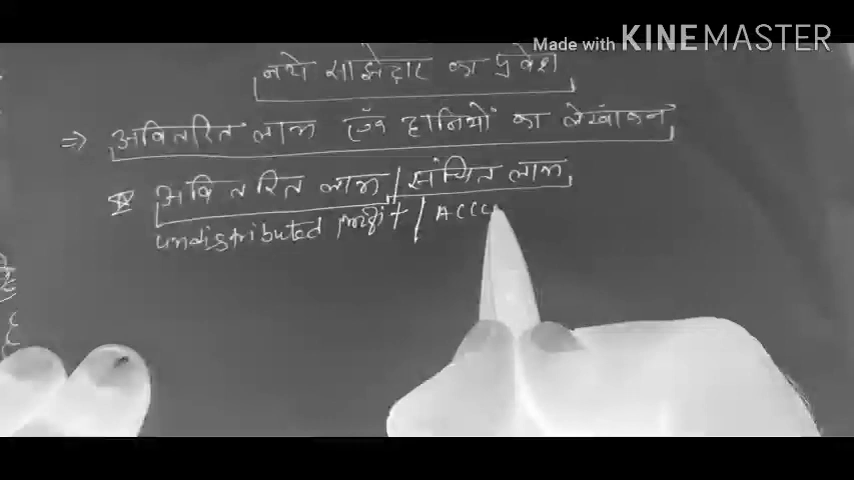 Made with KINEMASTER
नये साझेदार का प्रवेश
=> अवितरित लाभ एवं हानियों का लेखांकन
* अवितरित लाभ / संचित लाभ
undistributed profit / ACCU